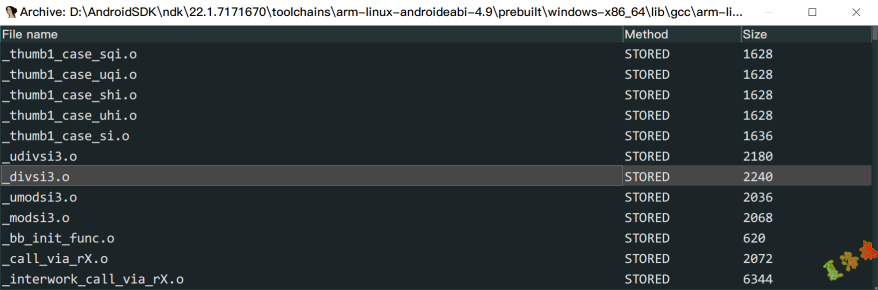 Archive: D:\AndroidSDK\ndk\22.1.7171670\toolchains\arm-linux-androideabi-4.9\prebuilt\windows-x86_64\lib\gcc\arm-li...
File name Method Size
_thumb1_case_sqi.o STORED 1628
_thumb1_case_uqi.o STORED 1628
_thumb1_case_shi.o STORED 1628
_thumb1_case_uhi.o STORED 1628
_thumb1_case_si.o STORED 1636
_udivsi3.o STORED 2180
_divsi3.o STORED 2240
_umodsi3.o STORED 2036
_modsi3.o STORED 2068
_bb_init_func.o STORED 620
_call_via_rX.o STORED 2072
_interwork_call_via_rX.o STORED 6344